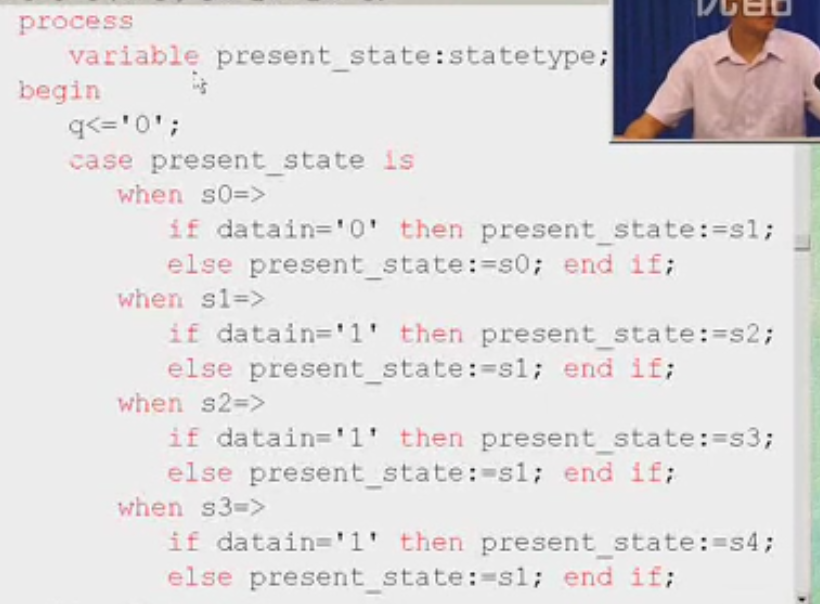 process
variable present_state:statetype;
begin
q<='0';
case present_state is
when s0=>
if datain='0' then present_state:=s1;
else present_state:=s0; end if;
when s1=>
if datain='1' then present_state:=s2;
else present_state:=s1; end if;
when s2=>
if datain='1' then present_state:=s3;
else present_state:=s1; end if;
when s3=>
if datain='1' then present_state:=s4;
else present_state:=s1; end if;